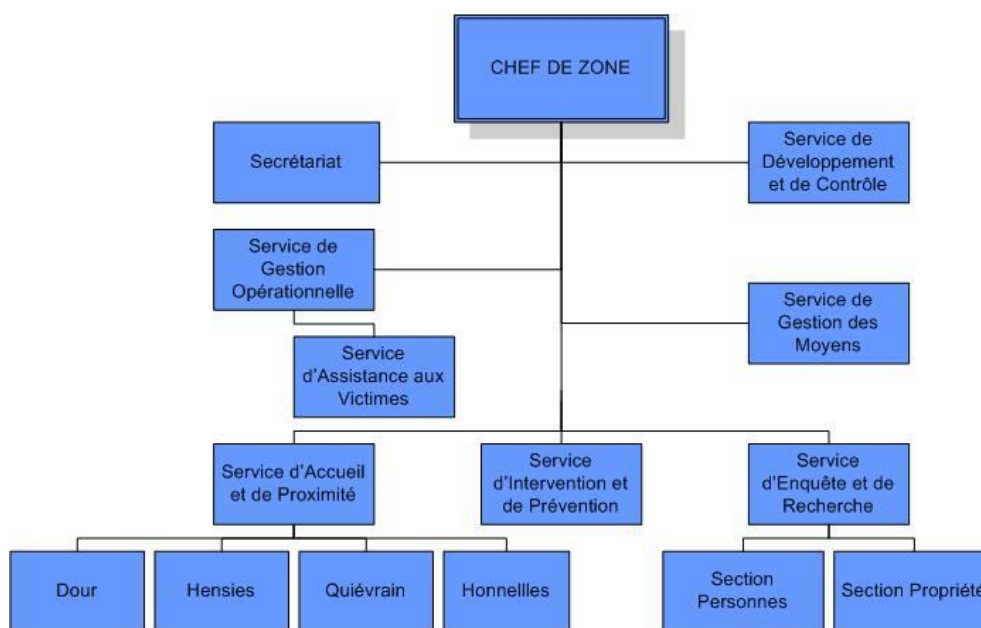 CHEF DE ZONE
Secrétariat
Service de
Développement
et de Contrôle
Service de
Gestion
Opérationnelle
Service de
Gestion des
Moyens
Service
d'Assistance aux
Victimes
Service d'Accueil
et de Proximité
Service
d'Intervention et
de Prévention
Service
d'Enquête et de
Recherche
Dour
Hensies
Quiévrain
Honnellles
Section
Personnes
Section Propriété